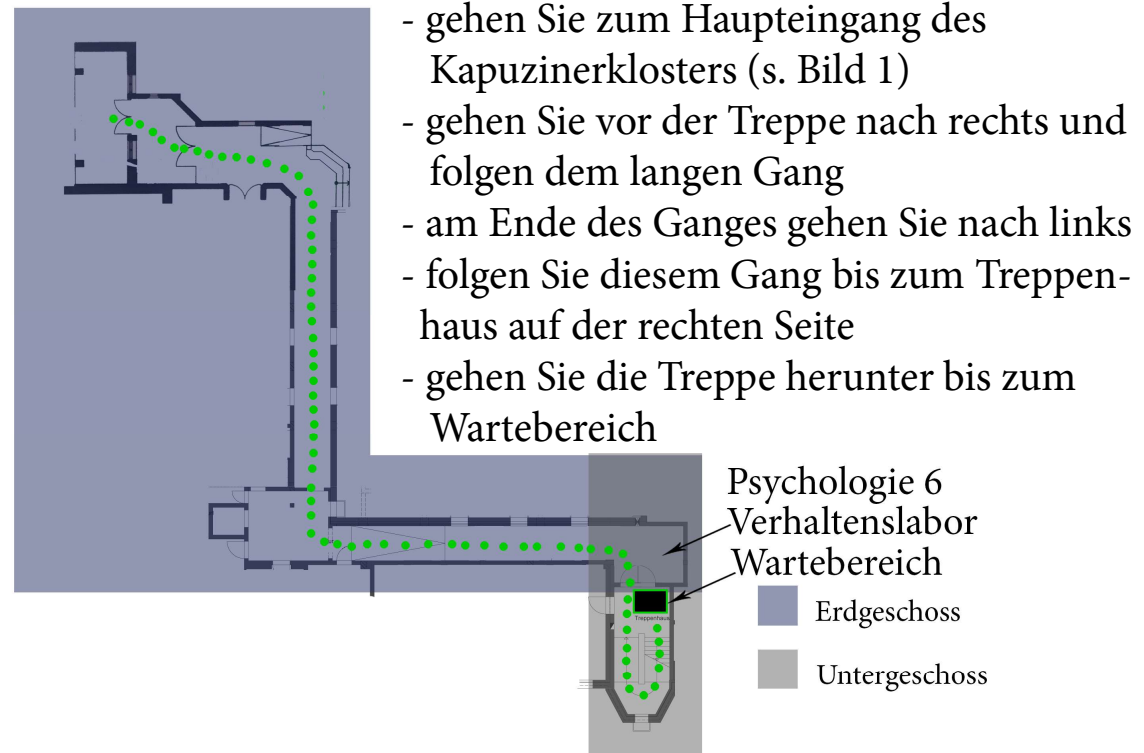 - gehen Sie zum Haupteingang des
Kapuzinerklosters (s. Bild 1)
- gehen Sie vor der Treppe nach rechts und
folgen dem langen Gang
- am Ende des Ganges gehen Sie nach links
- folgen Sie diesem Gang bis zum Treppen-
haus auf der rechten Seite
- gehen Sie die Treppe herunter bis zum
Wartebereich
Psychologie 6
Verhaltenslabor
Wartebereich
Treppenhaus
Erdgeschoss
Untergeschoss